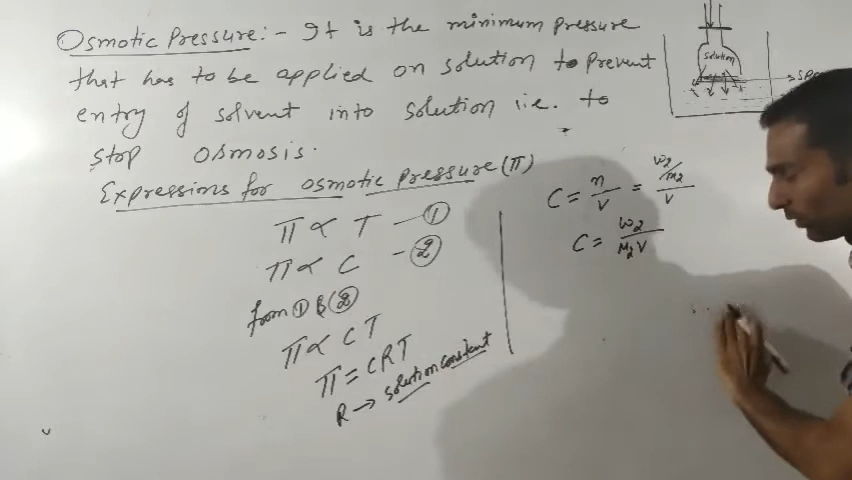 Osmotic Pressure:- It is the minimum pressure
that has to be applied on solution to prevent
entry of solvent into solution i.e. to
stop osmosis.
Expressions for osmotic pressure (π)
π ∝ T —①
π ∝ C -②
from ① & ②
π ∝ CT
π = CRT
R → solution constant
C = n/V = (w₂/M₂)/V
C = w₂/M₂V
Solution